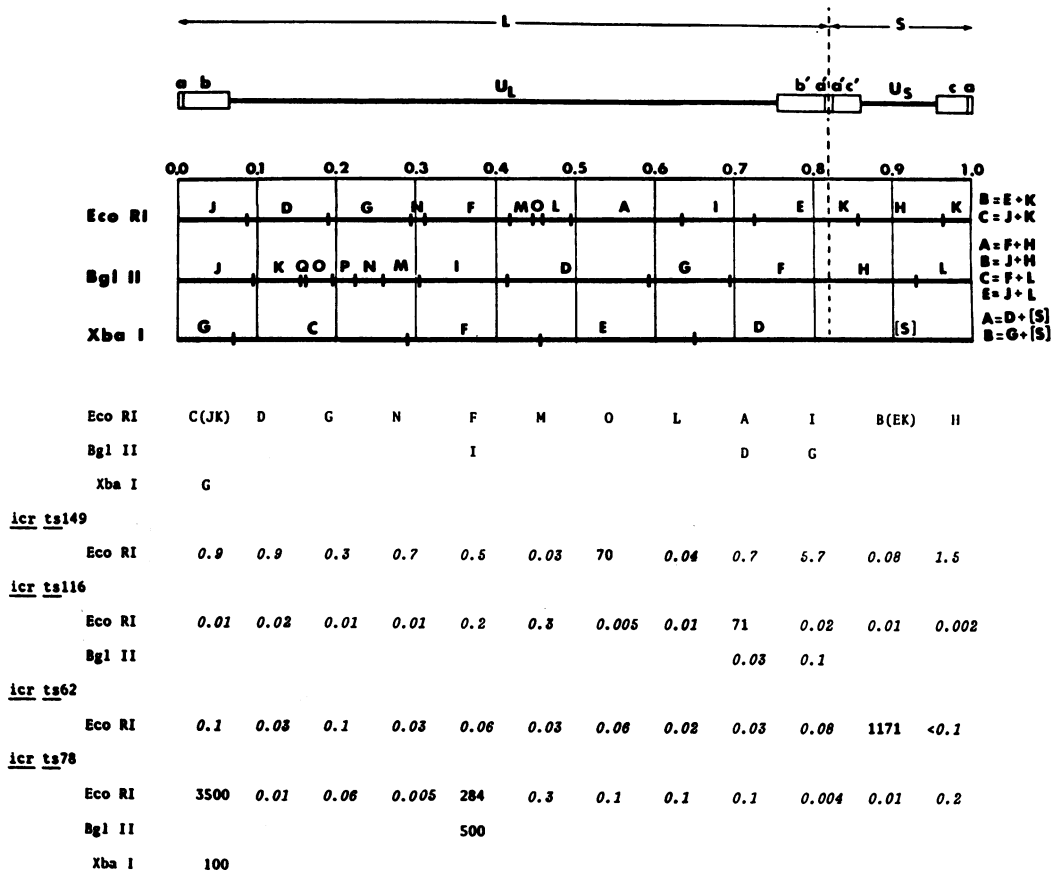 L S
a b U_L b' a' a' c' U_S c a
0.0 0.1 0.2 0.3 0.4 0.5 0.6 0.7 0.8 0.9 1.0
Eco RI J D G N F M O L A I E K H K B=E+K
C=J+K
Bgl II J K Q O P N M I D G F H L A=F+H
B=J+H
C=F+L
E=J+L
Xba I G C F E D [S] A=D+[S]
B=G+[S]
Eco RI C(JK) D G N F M O L A I B(EK) H
Bgl II I D G
Xba I G
icr ts149
Eco RI 0.9 0.9 0.3 0.7 0.5 0.03 70 0.04 0.7 5.7 0.08 1.5
icr ts116
Eco RI 0.01 0.02 0.01 0.01 0.2 0.3 0.005 0.01 71 0.02 0.01 0.002
Bgl II 0.03 0.1
icr ts62
Eco RI 0.1 0.03 0.1 0.03 0.06 0.03 0.06 0.02 0.03 0.08 1171 <0.1
icr ts78
Eco RI 3500 0.01 0.06 0.005 284 0.3 0.1 0.1 0.1 0.004 0.01 0.2
Bgl II 500
Xba I 100